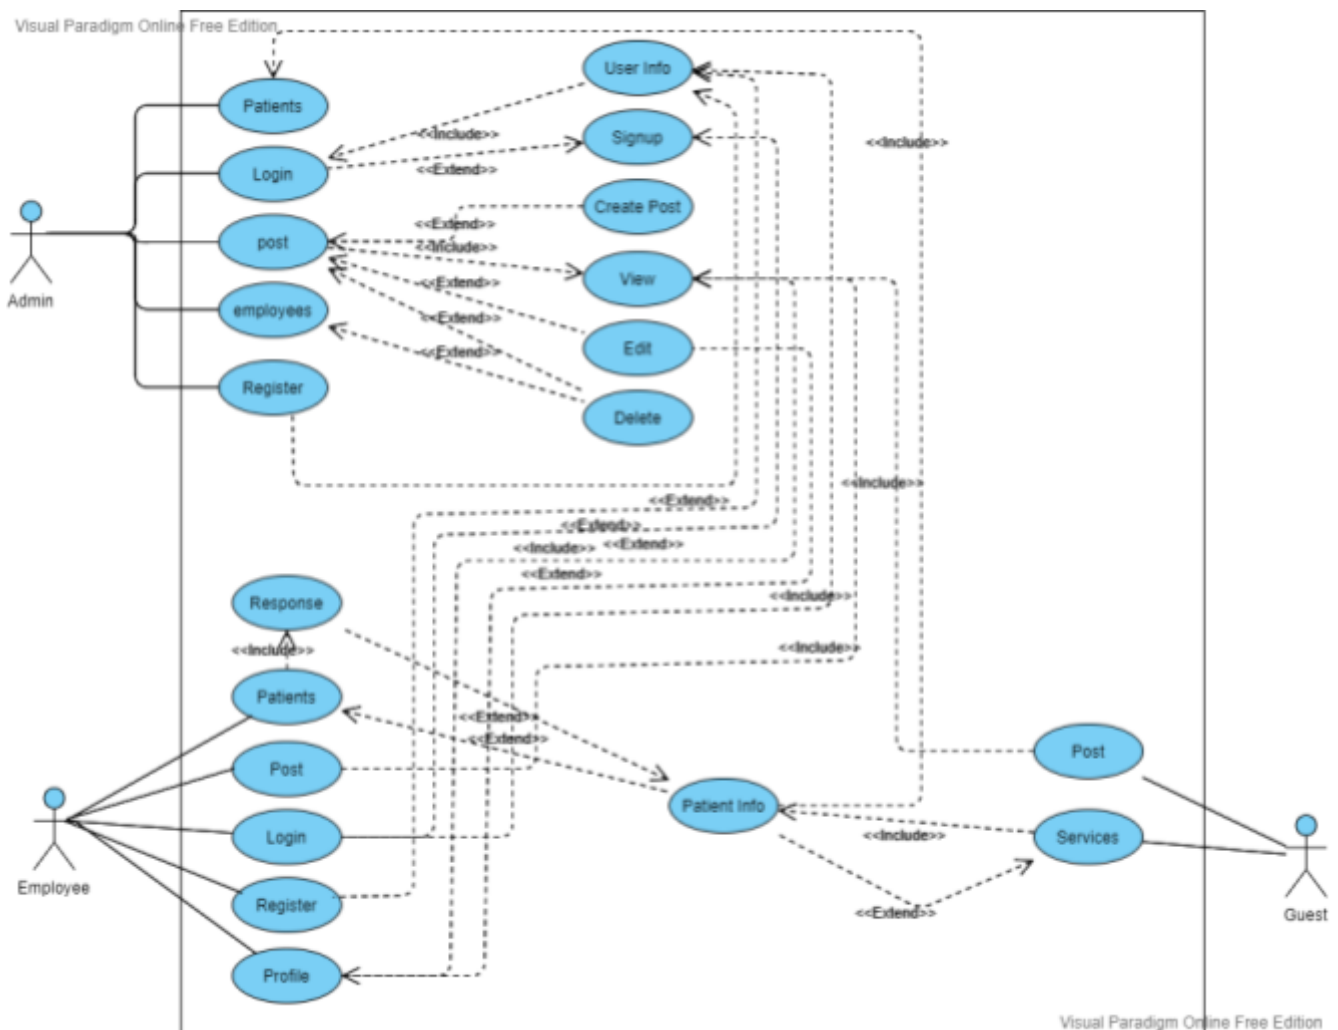 Visual Paradigm Online Free Edition
User Info
Patients
<<Include>>
Signup
<<Include>>
Login
<<Extend>>
Create Post
<<Extend>>
post
<<Include>>
View
<<Extend>>
Admin
employees
<<Extend>>
Edit
<<Extend>>
Register
Delete
<<Include>>
<<Extend>>
<<Extend>>
<<Extend>>
<<Include>>
<<Extend>>
<<Include>>
Response
<<Include>>
<<Include>>
Patients
<<Extend>>
<<Extend>>
Post
Post
Patient Info
Login
<<Include>>
Services
Employee
Register
<<Extend>>
Guest
Profile
Visual Paradigm Online Free Edition